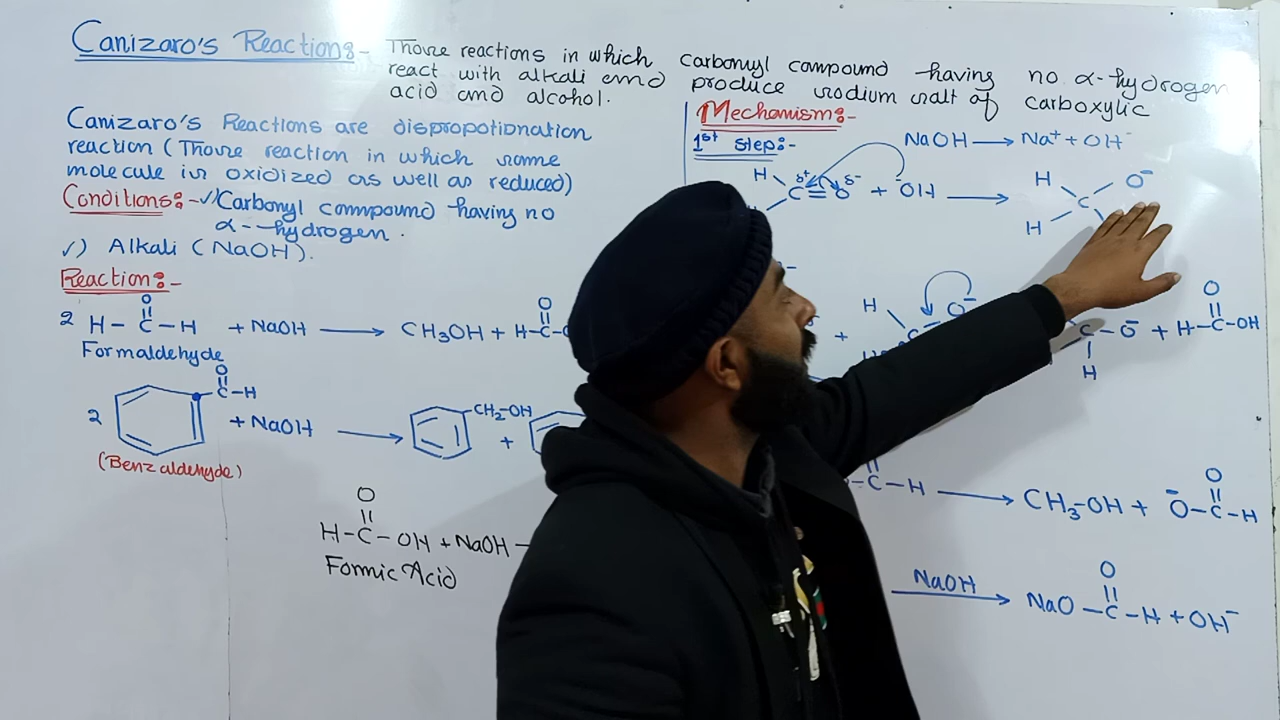 Canizaro's Reactions:- Those reactions in which carbonyl compound having no α-hydrogen
react with alkali and produce sodium salt of carboxylic
acid and alcohol.
Canizaro's Reactions are dispropotionation
reaction (Those reaction in which same
molecule is oxidized as well as reduced)
Conditions:- ✓) Carbonyl compound having no
α-hydrogen.
✓) Alkali (NaOH).
Reaction:-
O
2 H-C-H + NaOH ⟶ CH3OH + H-C-O
Formaldehyde
O
C-H
2 + NaOH ⟶ CH2-OH +
(Benzaldehyde)
O
H-C-OH + NaOH -
Formic Acid
Mechanism:-
1st step:- NaOH ⟶ Na+ + OH-
H C=O δ+ δ- + -OH ⟶ H H C O-
+ H C O-
C-O- + H-C-OH
O
H
C-H ⟶ CH3-OH + -O-C-H
O
NaOH ⟶ NaO-C-H + OH-
O